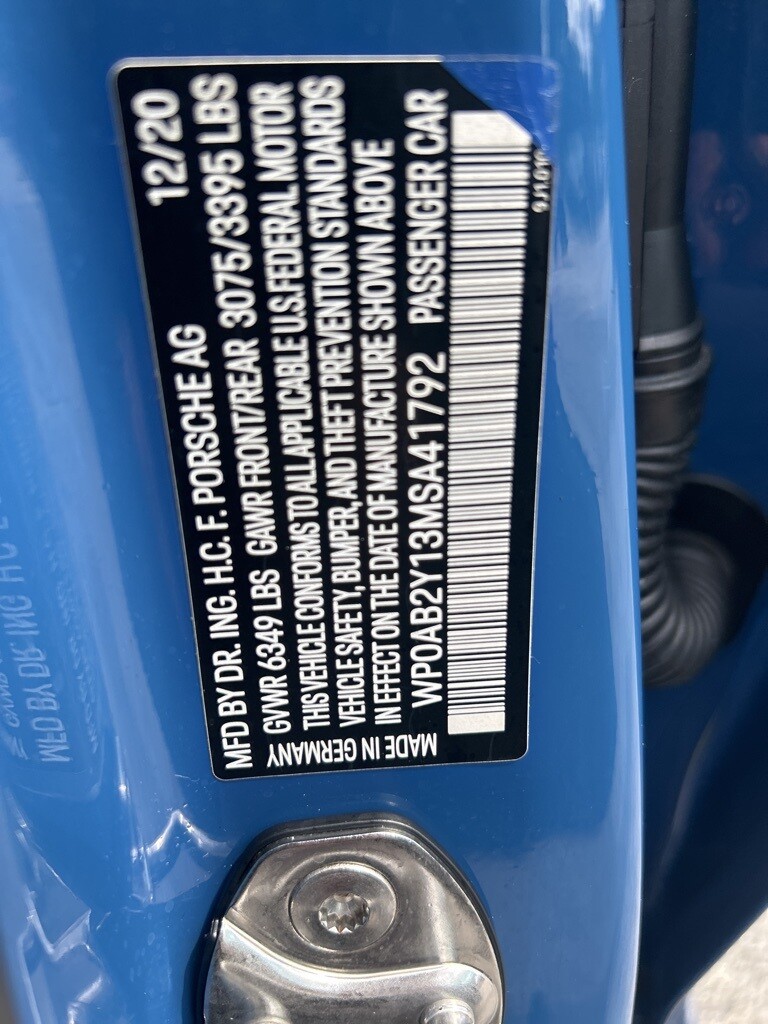 MFD BY DR. ING. H.C. F. PORSCHE AG 12/20
GVWR 6349 LBS GAWR FRONT/REAR 3075/3395 LBS
THIS VEHICLE CONFORMS TO ALL APPLICABLE U.S. FEDERAL MOTOR
VEHICLE SAFETY, BUMPER, AND THEFT PREVENTION STANDARDS
IN EFFECT ON THE DATE OF MANUFACTURE SHOWN ABOVE
WP0AB2Y13MSA41792 PASSENGER CAR
MADE IN GERMANY